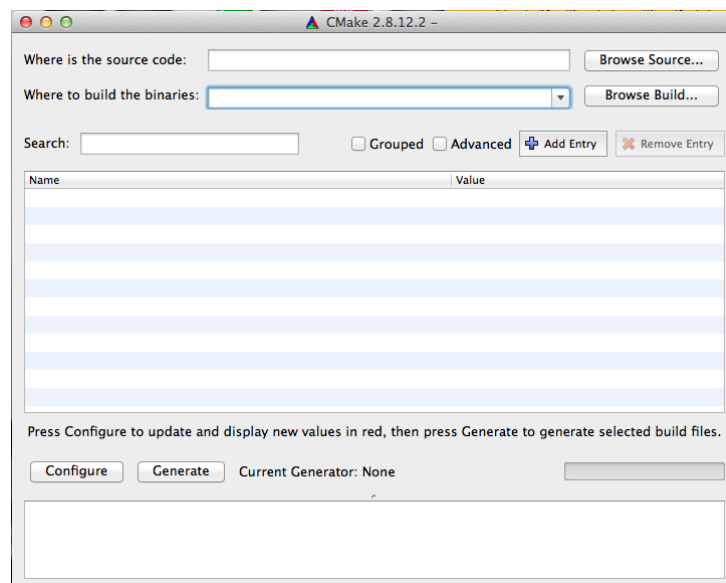 CMake 2.8.12.2 –
Where is the source code: Browse Source...
Where to build the binaries: Browse Build...
Search: Grouped Advanced Add Entry Remove Entry
Name Value
Press Configure to update and display new values in red, then press Generate to generate selected build files.
Configure Generate Current Generator: None